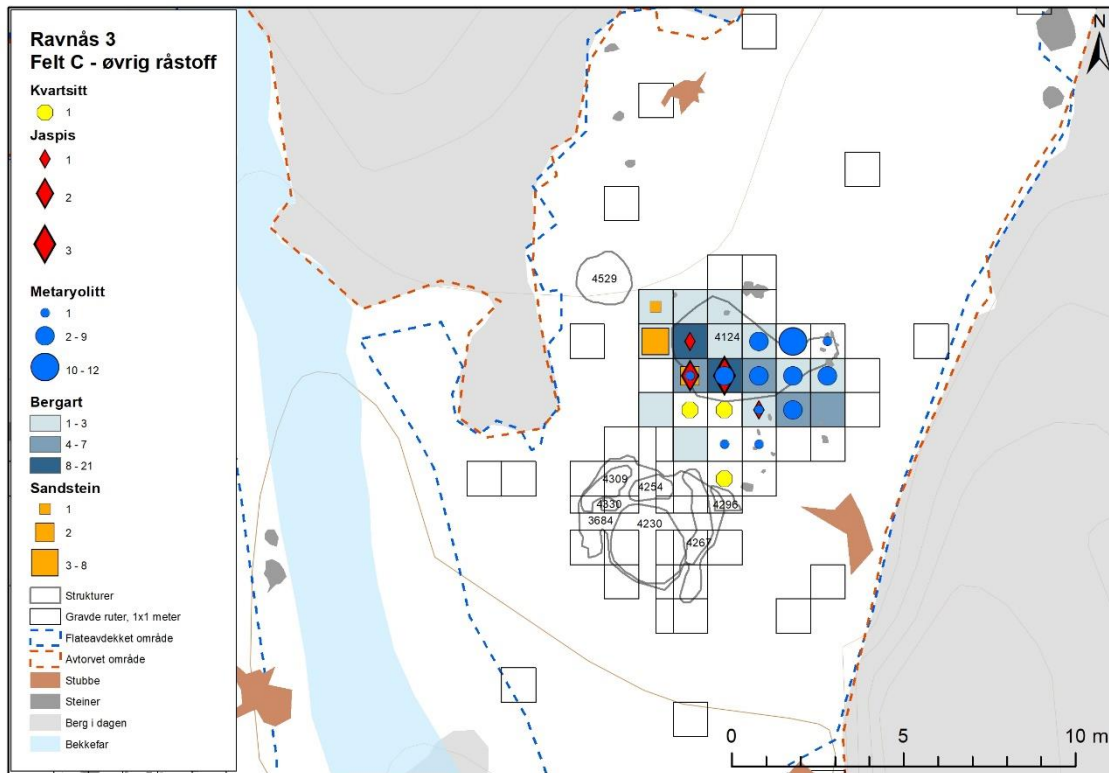 Ravnås 3
Felt C - øvrig råstoff
Kvartsitt
1
Jaspis
1
2
3
Metaryolitt
1
2 - 9
10 - 12
Bergart
1 - 3
4 - 7
8 - 21
Sandstein
1
2
3 - 8
Strukturer
Gravde ruter, 1x1 meter
Flateavdekket område
Avtorvet område
Stubbe
Steiner
Berg i dagen
Bekkefar
N
4529
4124
4309
4254
4330
4296
3684
4230
4267
0 5 10 m